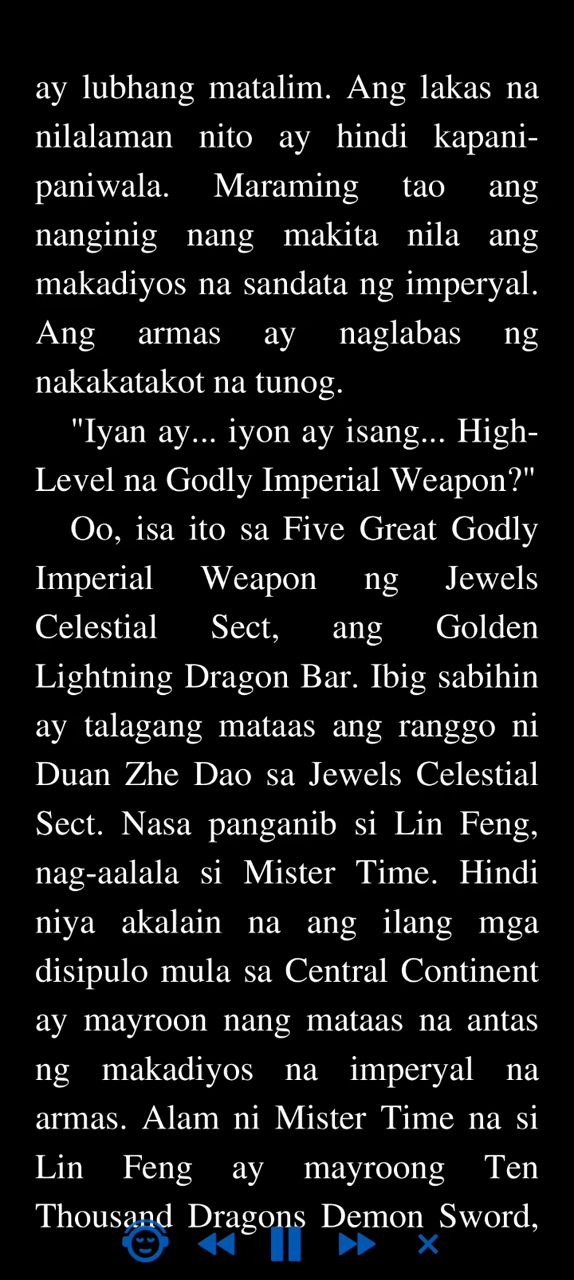 ay lubhang matalim. Ang lakas na
nilalaman nito ay hindi kapani-
paniwala. Maraming tao ang
nanginig nang makita nila ang
makadiyos na sandata ng imperyal.
Ang armas ay naglabas ng
nakakatakot na tunog.
"Iyan ay... iyon ay isang... High-
Level na Godly Imperial Weapon?"
Oo, isa ito sa Five Great Godly
Imperial Weapon ng Jewels
Celestial Sect, ang Golden
Lightning Dragon Bar. Ibig sabihin
ay talagang mataas ang ranggo ni
Duan Zhe Dao sa Jewels Celestial
Sect. Nasa panganib si Lin Feng,
nag-aalala si Mister Time. Hindi
niya akalain na ang ilang mga
disipulo mula sa Central Continent
ay mayroon nang mataas na antas
ng makadiyos na imperyal na
armas. Alam ni Mister Time na si
Lin Feng ay mayroong Ten
Thousand Dragons Demon Sword,